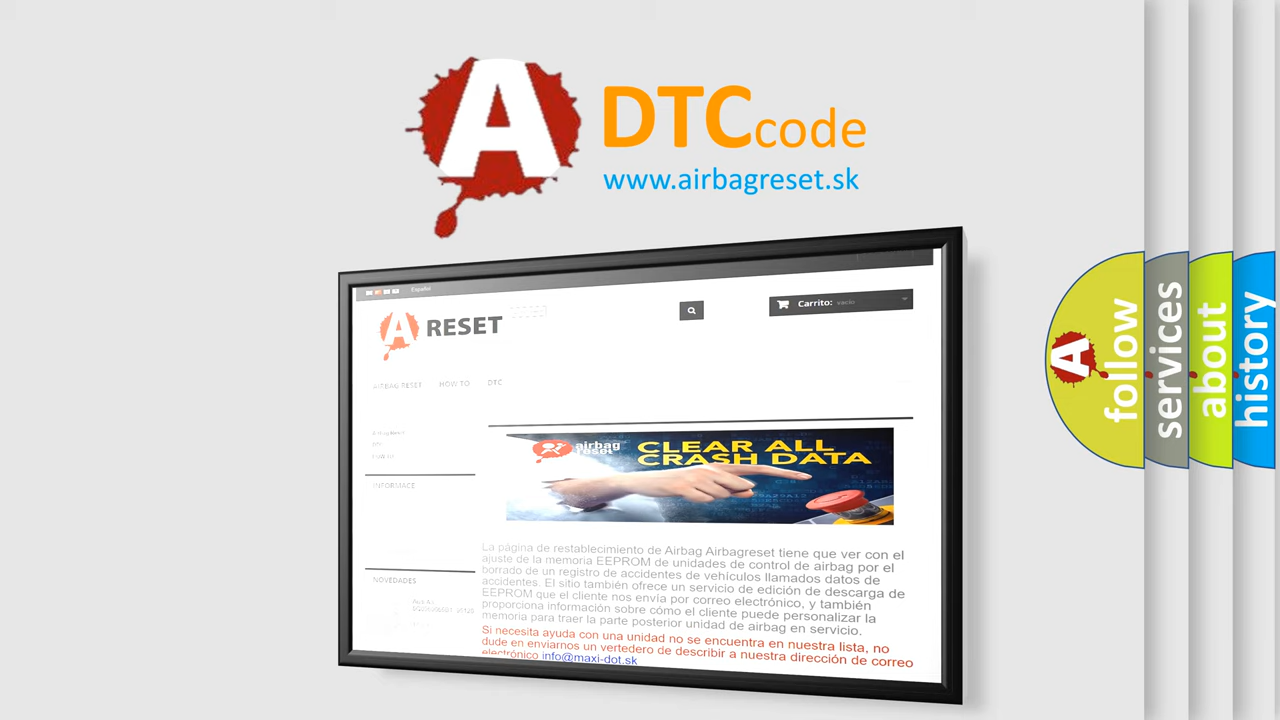 A DTC code
www.airbagreset.sk
Español
A RESET
Carrito: vacío
AIRBAG RESET HOW TO DTC
Airbag Reset
INFORMACE
airbag
reset
CLEAR ALL
CRASH DATA
La página de restablecimiento de Airbag Airbagreset tiene que ver con el
ajuste de la memoria EEPROM de unidades de control de airbag por el
borrado de un registro de accidentes de vehículos llamados datos de
accidentes. El sitio también ofrece un servicio de edición de descarga de
EEPROM que el cliente nos envía por correo electrónico, y también
proporciona información sobre cómo el cliente puede personalizar la
memoria para traer la parte posterior unidad de airbag en servicio.
Si necesita ayuda con una unidad no se encuentra en nuestra lista, no
dude en enviarnos un vertedero de describir a nuestra dirección de correo
electrónico info@maxi-dot.sk
NOVEDADES
A follow
services
about
history